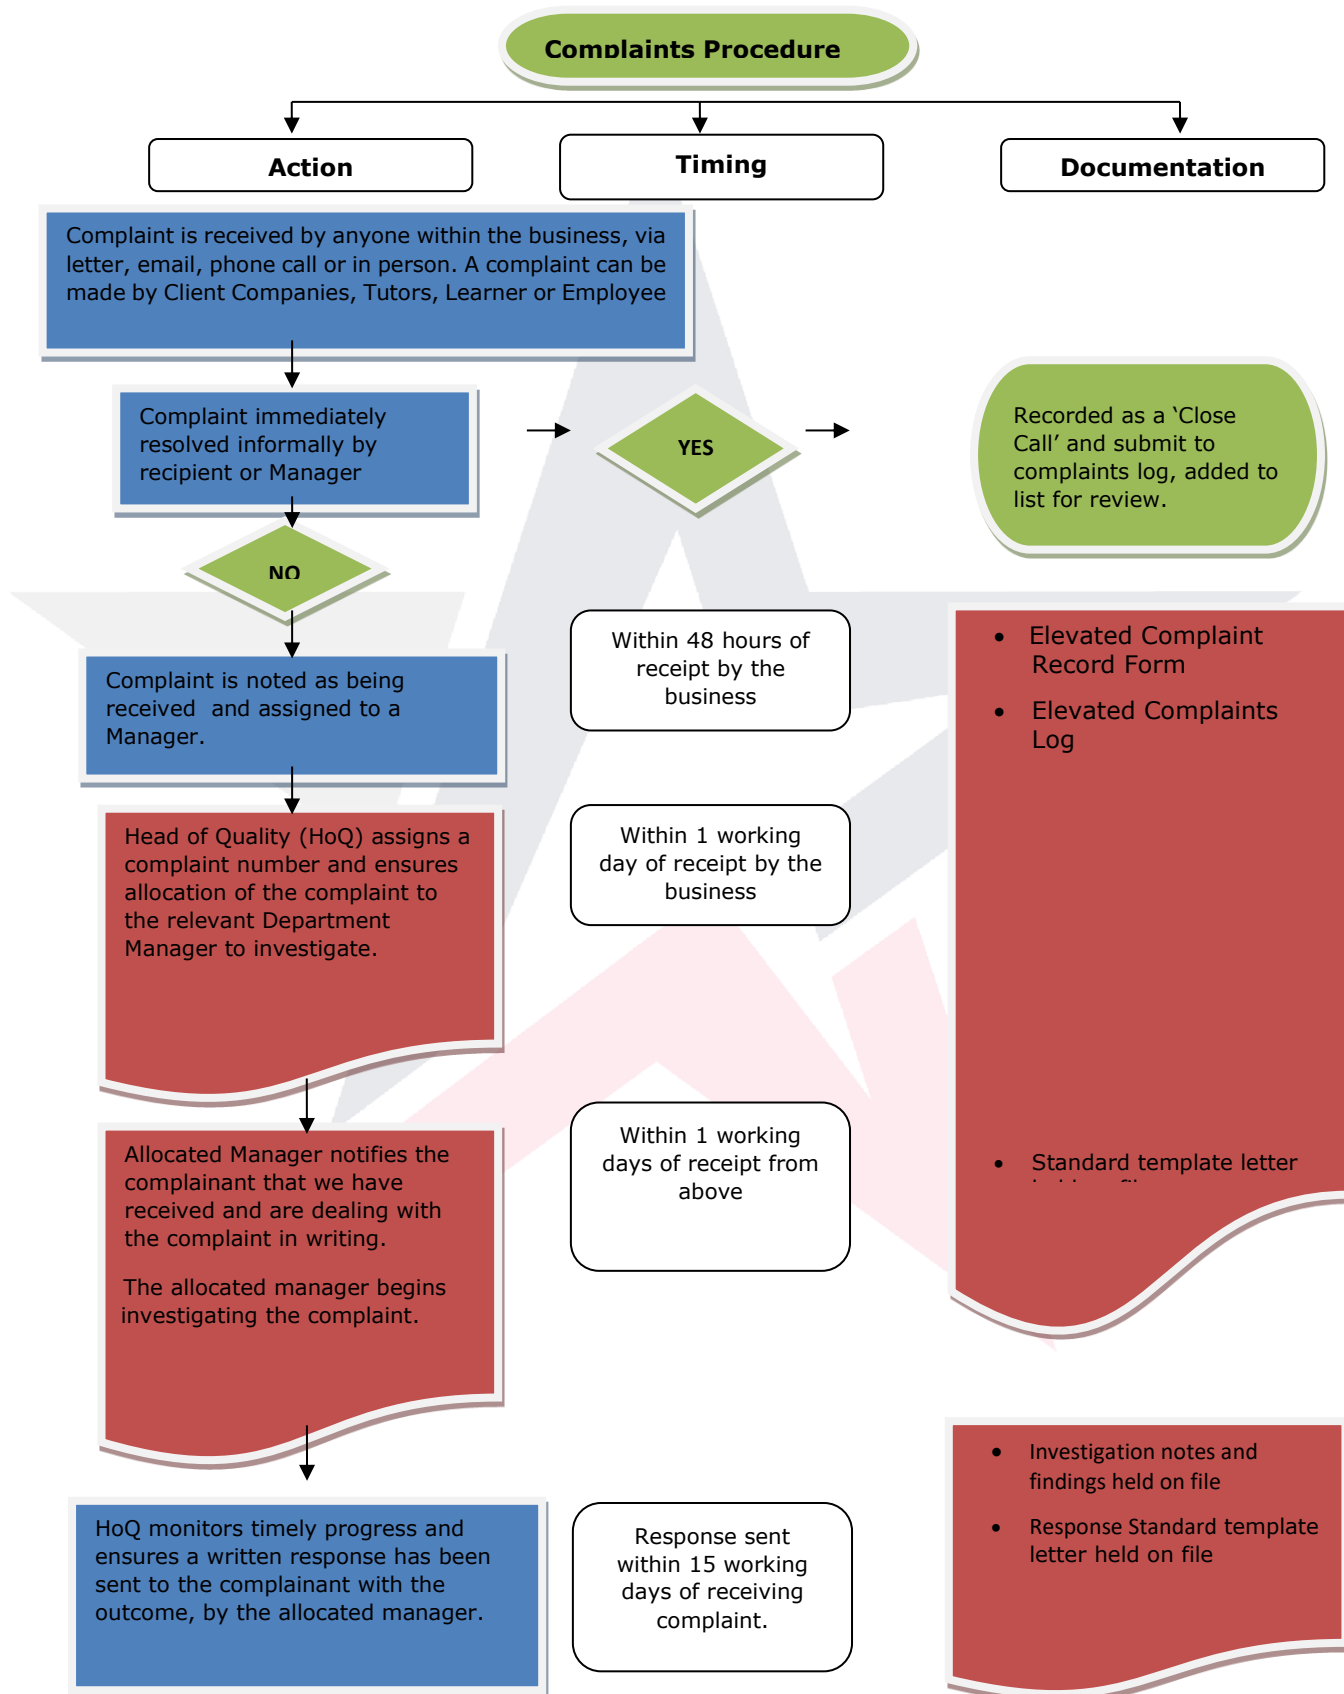 Complaints Procedure
Action
Timing
Documentation
Complaint is received by anyone within the business, via
letter, email, phone call or in person. A complaint can be
made by Client Companies, Tutors, Learner or Employee
Complaint immediately
resolved informally by
recipient or Manager
YES
Recorded as a ‘Close
Call’ and submit to
complaints log, added to
list for review.
NO
Complaint is noted as being
received and assigned to a
Manager.
Within 48 hours of
receipt by the
business
• Elevated Complaint
Record Form
• Elevated Complaints
Log
Head of Quality (HoQ) assigns a
complaint number and ensures
allocation of the complaint to
the relevant Department
Manager to investigate.
Within 1 working
day of receipt by the
business
Allocated Manager notifies the
complainant that we have
received and are dealing with
the complaint in writing.
The allocated manager begins
investigating the complaint.
Within 1 working
days of receipt from
above
• Standard template letter
HoQ monitors timely progress and
ensures a written response has been
sent to the complainant with the
outcome, by the allocated manager.
Response sent
within 15 working
days of receiving
complaint.
• Investigation notes and
findings held on file
• Response Standard template
letter held on file